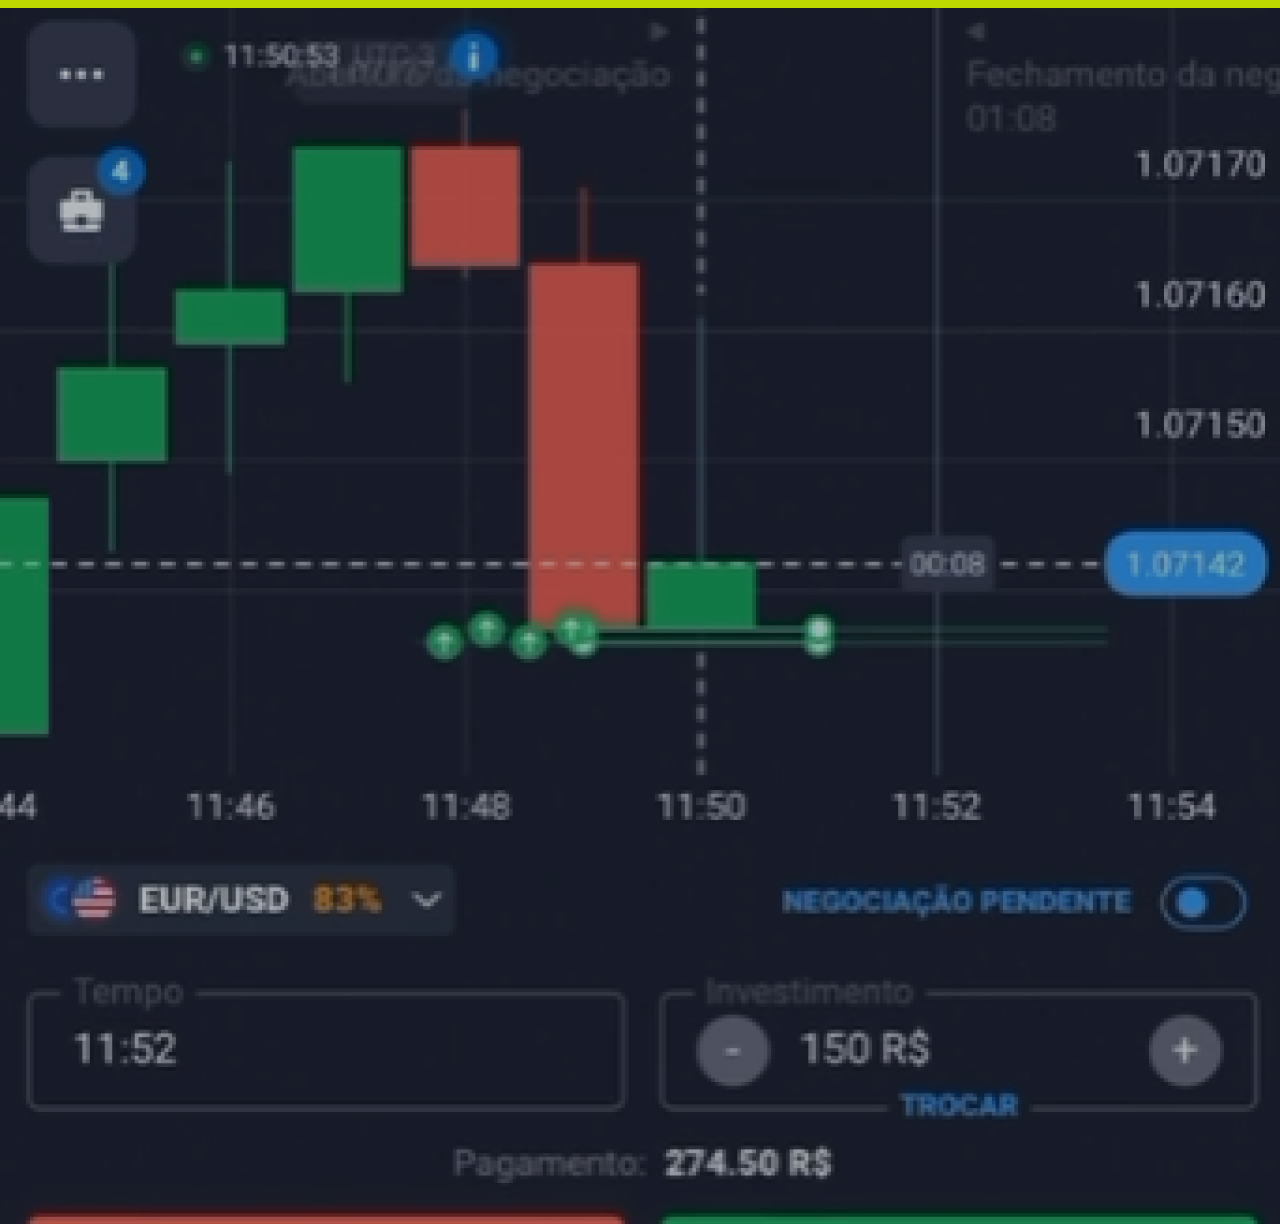 ...
11:50:53 UTC-3 i
Abertura da negociação
Fechamento da neg
01:08
4
1.07170
1.07160
1.07150
00:08
1.07142
44
11:46
11:48
11:50
11:52
11:54
EUR/USD 83%
NEGOCIAÇÃO PENDENTE
Tempo
11:52
Investimento
- 150 R$ +
TROCAR
Pagamento: 274.50 R$